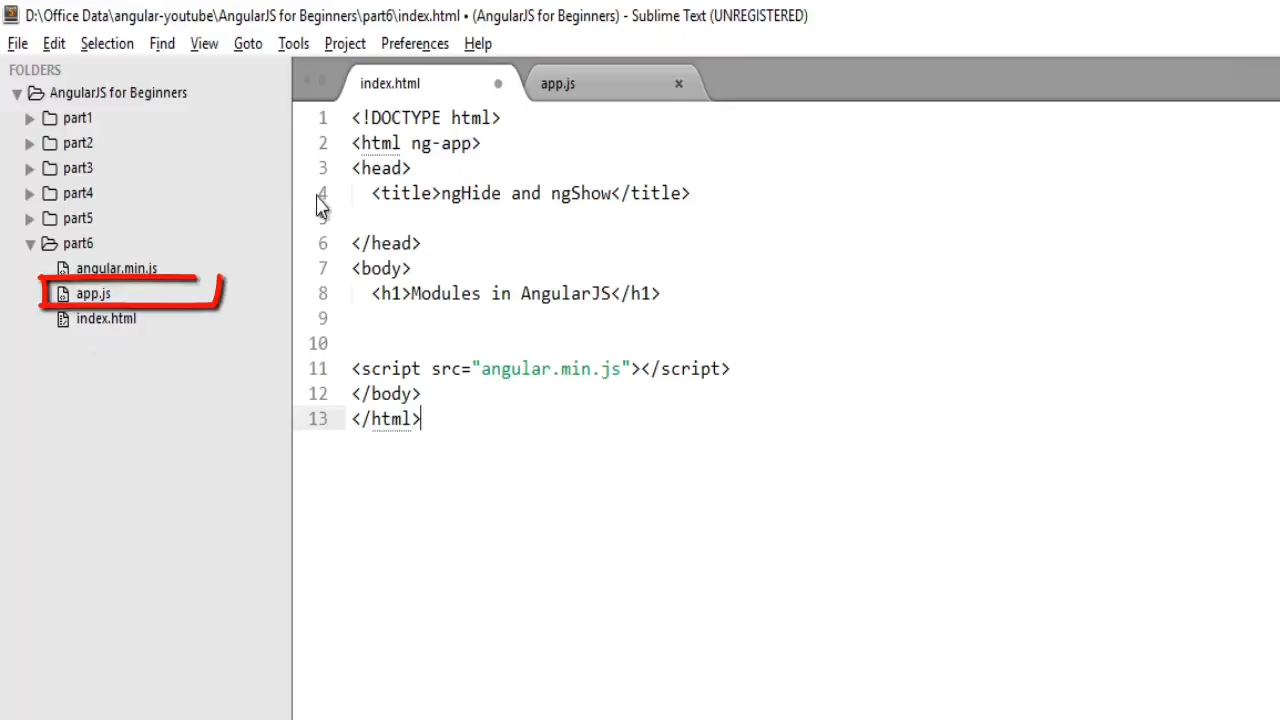 D:\Office Data\angular-youtube\AngularJS for Beginners\part6\index.html • (AngularJS for Beginners) - Sublime Text (UNREGISTERED)
File Edit Selection Find View Goto Tools Project Preferences Help
FOLDERS
AngularJS for Beginners
part1
part2
part3
part4
part5
part6
angular.min.js
app.js
index.html
index.html app.js
1 <!DOCTYPE html>
2 <html ng-app>
3 <head>
4 <title>ngHide and ngShow</title>
5
6 </head>
7 <body>
8 <h1>Modules in AngularJS</h1>
9
10
11 <script src="angular.min.js"></script>
12 </body>
13 </html>